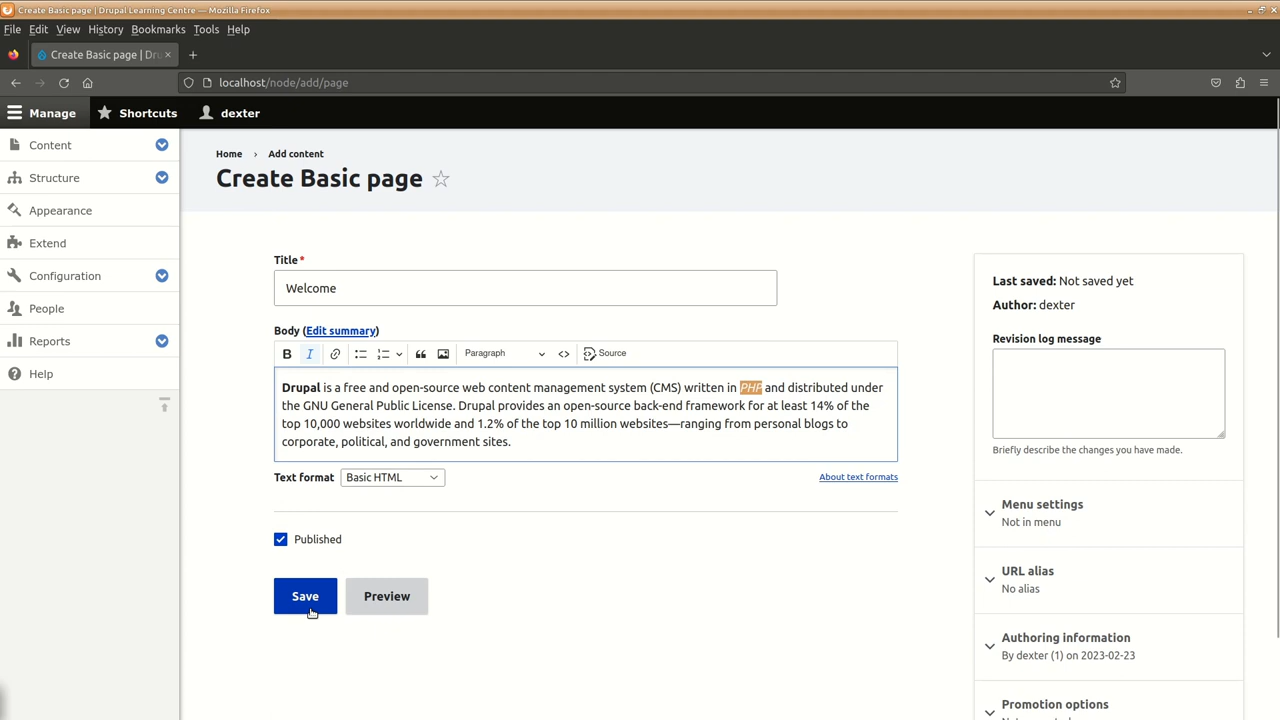 Create Basic page | Drupal Learning Centre — Mozilla Firefox
File Edit View History Bookmarks Tools Help
Create Basic page | Dru
localhost/node/add/page
Manage Shortcuts dexter
Content
Structure
Appearance
Extend
Configuration
People
Reports
Help
Home › Add content
Create Basic page
Title*
Welcome
Body (Edit summary)
B I Paragraph Source
Drupal is a free and open-source web content management system (CMS) written in PHP and distributed under
the GNU General Public License. Drupal provides an open-source back-end framework for at least 14% of the
top 10,000 websites worldwide and 1.2% of the top 10 million websites—ranging from personal blogs to
corporate, political, and government sites.
Text format Basic HTML About text formats
Published
Save Preview
Last saved: Not saved yet
Author: dexter
Revision log message
Briefly describe the changes you have made.
Menu settings
Not in menu
URL alias
No alias
Authoring information
By dexter (1) on 2023-02-23
Promotion options